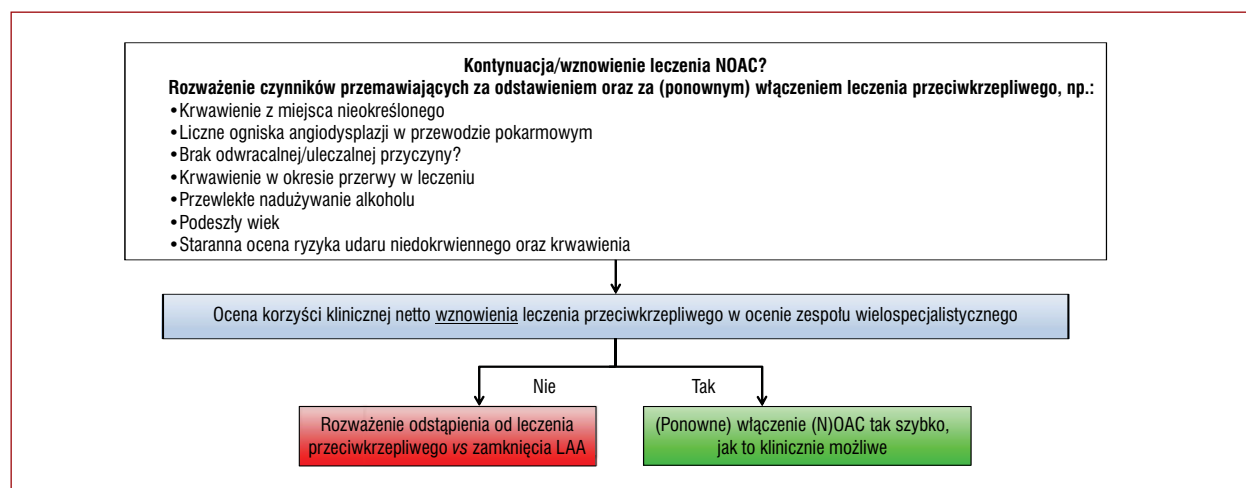 Kontynuacja/wznowienie leczenia NOAC?
Rozważenie czynników przemawiających za odstawieniem oraz za (ponownym) włączeniem leczenia przeciwkrzepliwego, np.:
•Krwawienie z miejsca nieokreślonego
•Liczne ogniska angiodysplazji w przewodzie pokarmowym
•Brak odwracalnej/uleczalnej przyczyny?
•Krwawienie w okresie przerwy w leczeniu
•Przewlekłe nadużywanie alkoholu
•Podeszły wiek
•Staranna ocena ryzyka udaru niedokrwiennego oraz krwawienia
Ocena korzyści klinicznej netto wznowienia leczenia przeciwkrzepliwego w ocenie zespołu wielospecjalistycznego
Nie
Tak
Rozważenie odstąpienia od leczenia
przeciwkrzepliwego vs zamknięcia LAA
(Ponowne) włączenie (N)OAC tak szybko,
jak to klinicznie możliwe